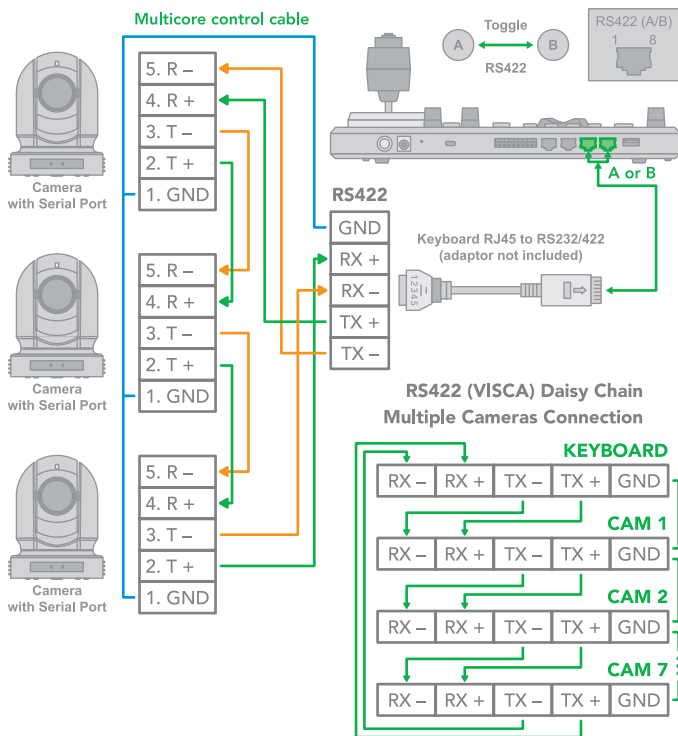 Multicore control cable
5. R –
4. R +
3. T –
2. T +
1. GND
Camera
with Serial Port
5. R –
4. R +
3. T –
2. T +
1. GND
Camera
with Serial Port
5. R –
4. R +
3. T –
2. T +
1. GND
Camera
with Serial Port
Toggle
A
B
RS422
RS422 (A/B)
1 8
A or B
RS422
GND
RX +
RX –
TX +
TX –
Keyboard RJ45 to RS232/422
(adaptor not included)
12345
RS422 (VISCA) Daisy Chain
Multiple Cameras Connection
KEYBOARD
RX – RX + TX – TX + GND
CAM 1
RX – RX + TX – TX + GND
CAM 2
RX – RX + TX – TX + GND
CAM 7
RX – RX + TX – TX + GND